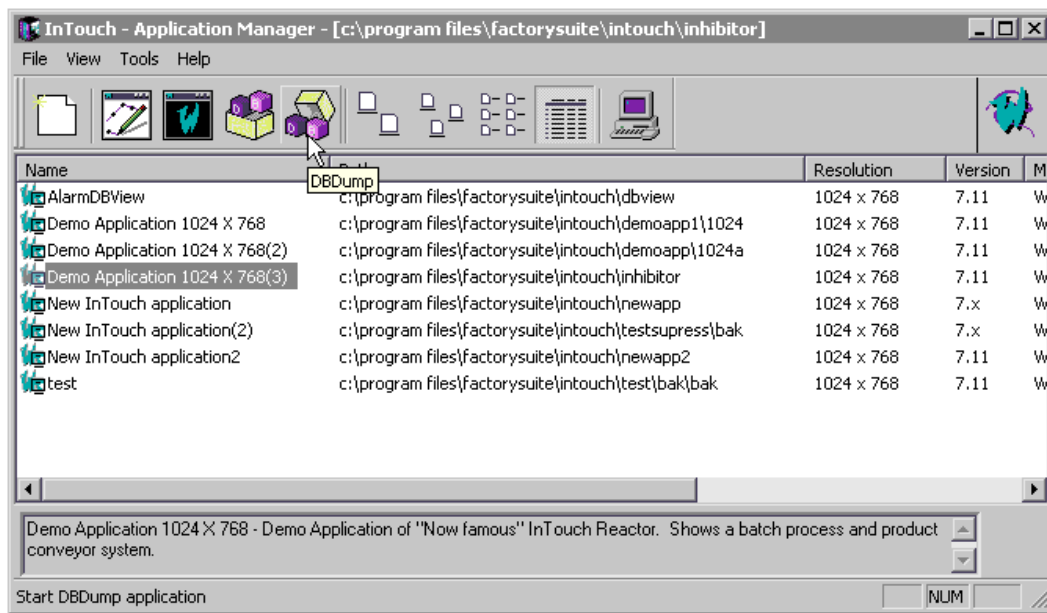 InTouch - Application Manager - [c:\program files\factorysuite\intouch\inhibitor]
File View Tools Help
Name Resolution Version M
DBDump
AlarmDBView c:\program files\factorysuite\intouch\dbview 1024 x 768 7.11 W
Demo Application 1024 X 768 c:\program files\factorysuite\intouch\demoapp1\1024 1024 x 768 7.11 W
Demo Application 1024 X 768(2) c:\program files\factorysuite\intouch\demoapp\1024a 1024 x 768 7.11 W
Demo Application 1024 X 768(3) c:\program files\factorysuite\intouch\inhibitor 1024 x 768 7.11 W
New InTouch application c:\program files\factorysuite\intouch\newapp 1024 x 768 7.x W
New InTouch application(2) c:\program files\factorysuite\intouch\testsupress\bak 1024 x 768 7.x W
New InTouch application2 c:\program files\factorysuite\intouch\newapp2 1024 x 768 7.11 W
test c:\program files\factorysuite\intouch\test\bak\bak 1024 x 768 7.11 W
Demo Application 1024 X 768 - Demo Application of "Now famous" InTouch Reactor. Shows a batch process and product
conveyor system.
Start DBDump application NUM